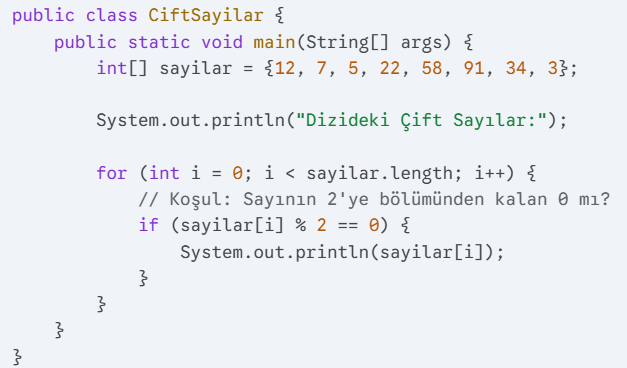 public class CiftSayilar {
    public static void main(String[] args) {
        int[] sayilar = {12, 7, 5, 22, 58, 91, 34, 3};

        System.out.println("Dizideki Çift Sayılar:");

        for (int i = 0; i < sayilar.length; i++) {
            // Koşul: Sayının 2'ye bölümünden kalan 0 mı?
            if (sayilar[i] % 2 == 0) {
                System.out.println(sayilar[i]);
            }
        }
    }
}